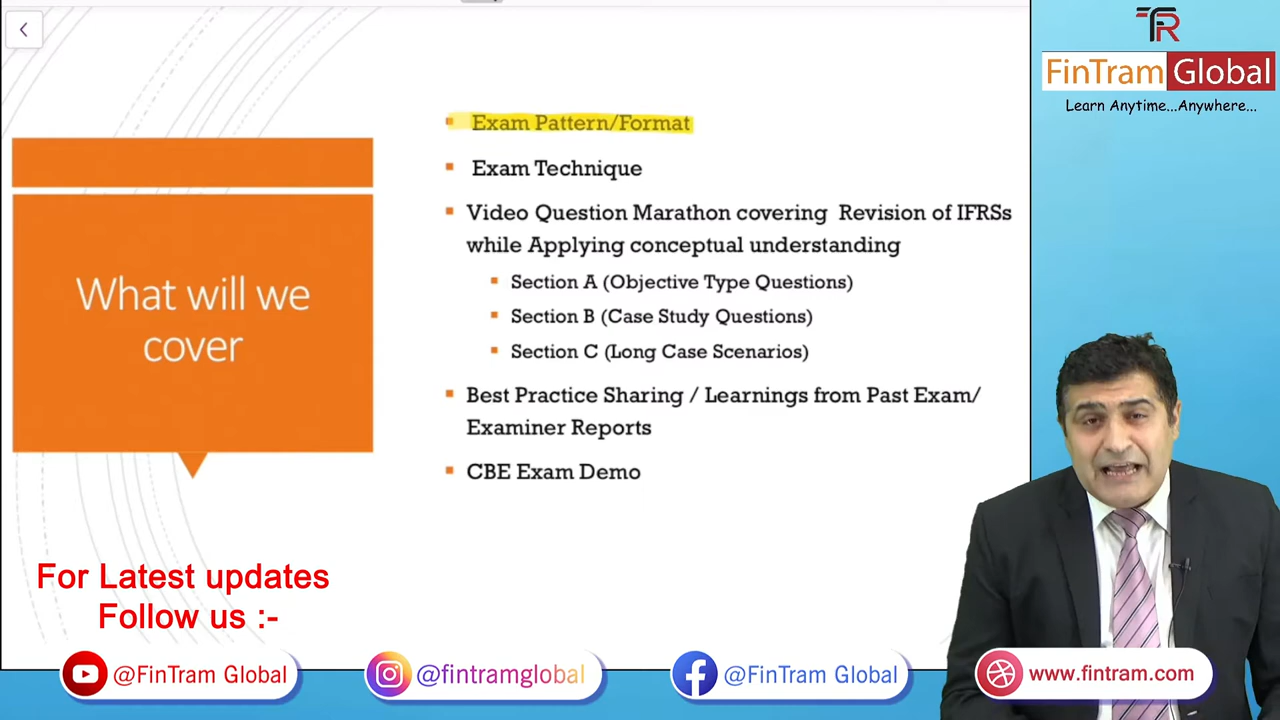 What will we
cover
Exam Pattern/Format
Exam Technique
Video Question Marathon covering Revision of IFRSs
while Applying conceptual understanding
Section A (Objective Type Questions)
Section B (Case Study Questions)
Section C (Long Case Scenarios)
Best Practice Sharing / Learnings from Past Exam/
Examiner Reports
CBE Exam Demo
FinTram Global
Learn Anytime...Anywhere...
For Latest updates
Follow us :-
@FinTram Global
@fintramglobal
@FinTram Global
www.fintram.com